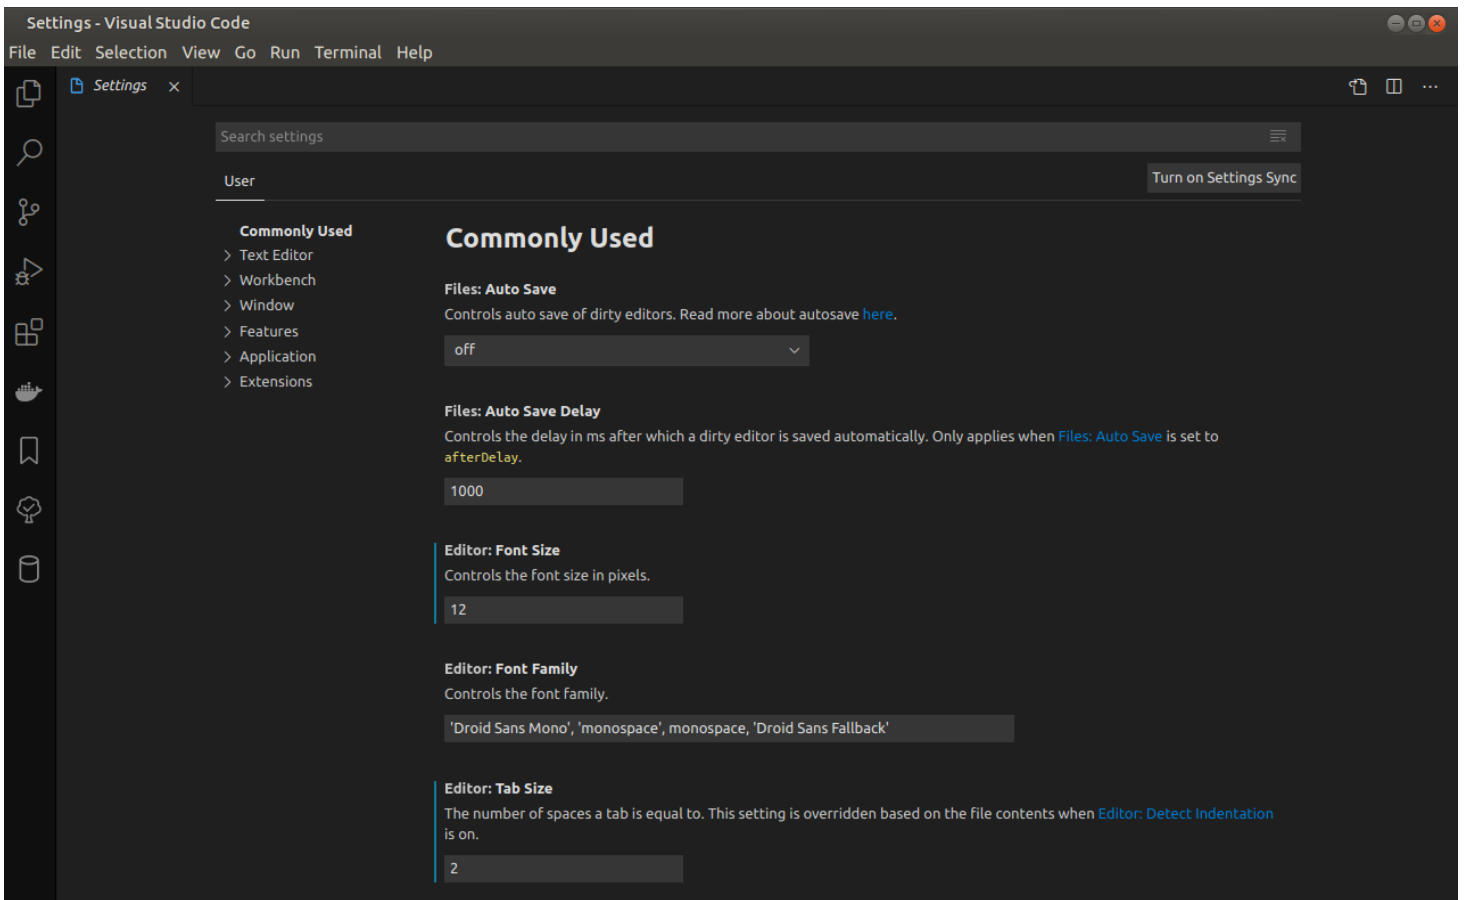 Settings - Visual Studio Code
File Edit Selection View Go Run Terminal Help
Settings
Search settings
User
Turn on Settings Sync
Commonly Used
Text Editor
Workbench
Window
Features
Application
Extensions
Commonly Used
Files: Auto Save
Controls auto save of dirty editors. Read more about autosave here.
off
Files: Auto Save Delay
Controls the delay in ms after which a dirty editor is saved automatically. Only applies when Files: Auto Save is set to
afterDelay.
1000
Editor: Font Size
Controls the font size in pixels.
12
Editor: Font Family
Controls the font family.
'Droid Sans Mono', 'monospace', monospace, 'Droid Sans Fallback'
Editor: Tab Size
The number of spaces a tab is equal to. This setting is overridden based on the file contents when Editor: Detect Indentation
is on.
2